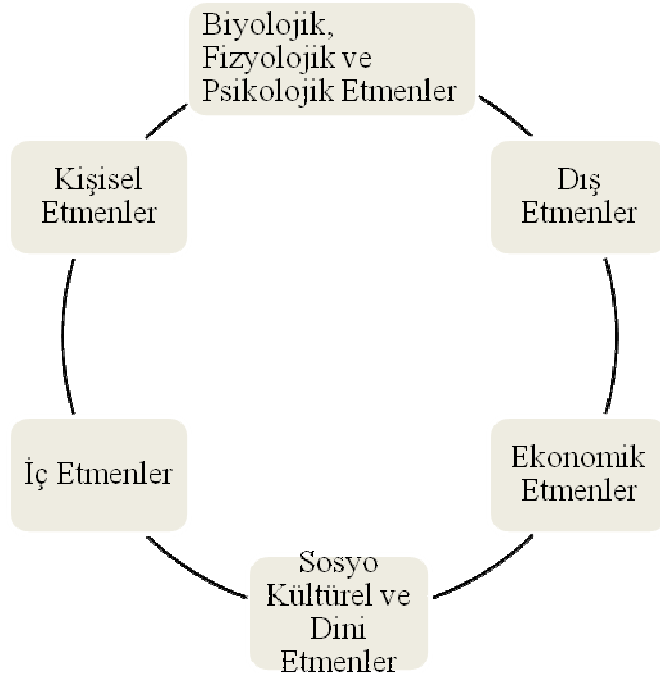 Biyolojik,
Fizyolojik ve
Psikolojik Etmenler
Dış
Etmenler
Ekonomik
Etmenler
Sosyo
Kültürel ve
Dini
Etmenler
İç Etmenler
Kişisel
Etmenler